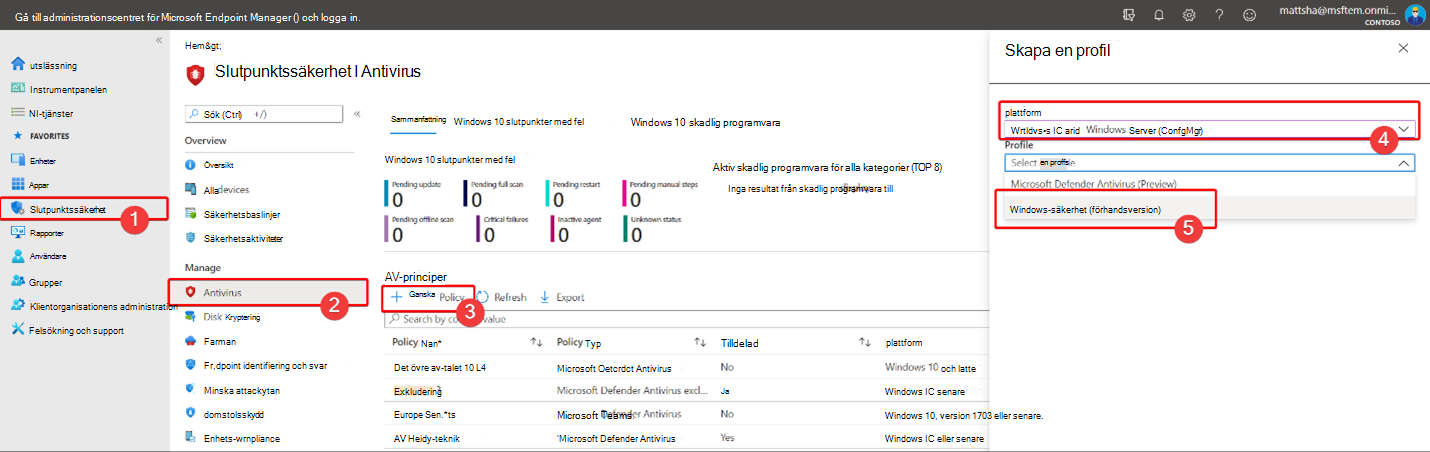 Gå till administrationscentret för Microsoft Endpoint Manager () och logga in.
mattsha@msftem.onmi...
CONTOSO
utslässning
Instrumentpanelen
NI-tjänster
FAVORITES
Enheter
Appar
Slutpunktssäkerhet
1
Rapporter
Användare
Grupper
Klientorganisationens administration
Felsökning och support
Hem&gt;
Slutpunktssäkerhet I Antivirus
Sök (Ctrl) +/)
Overview
Översikt
Alla devices
Säkerhetsbaslinjer
Säkerhetsaktiviteter
Manage
Antivirus
2
Disk Kryptering
Farman
Fr,dpoint identifiering och svar
Minska attackytan
domstolsskydd
Enhets-wrnpliance
Sammanfattning
Windows 10 slutpunkter med fel
Windows 10 skadlig programvara
Windows 10 slutpunkter med fel
Pending update
0
Pending full scan
0
Pending restart
0
Pending manual steps
0
Pending offline scan
0
Critical failures
0
Inactive agent
0
Unknown status
0
Aktiv skadlig programvara för alla kategorier (TOP 8)
Inga resultat från skadlig programvara till
AV-principer
Ganska Policy
3
Refresh
Export
Search by value
Policy Nan*
Policy Typ
Tilldelad
plattform
Det övre av-talet 10 L4
Microsoft Oetcrdct Antivirus
No
Windows 10 och latte
Exkludering
Microsoft Defender Antivirus excl...
Ja
Windows IC senare
Europe Sen.*ts
Microsoft Teams. Defender Antivirus
No
Windows 10, version 1703 eller senare.
AV Heidy-teknik
'Microsoft Defender Antivirus
Yes
Windows IC eller senare
Skapa en profil
plattform
Wrtldvs+s IC arid Windows Server (ConfgMgr)
4
Profile
Select en proffs
Microsoft Defender Antivirus (Preview)
Windows-säkerhet (förhandsversion)
5